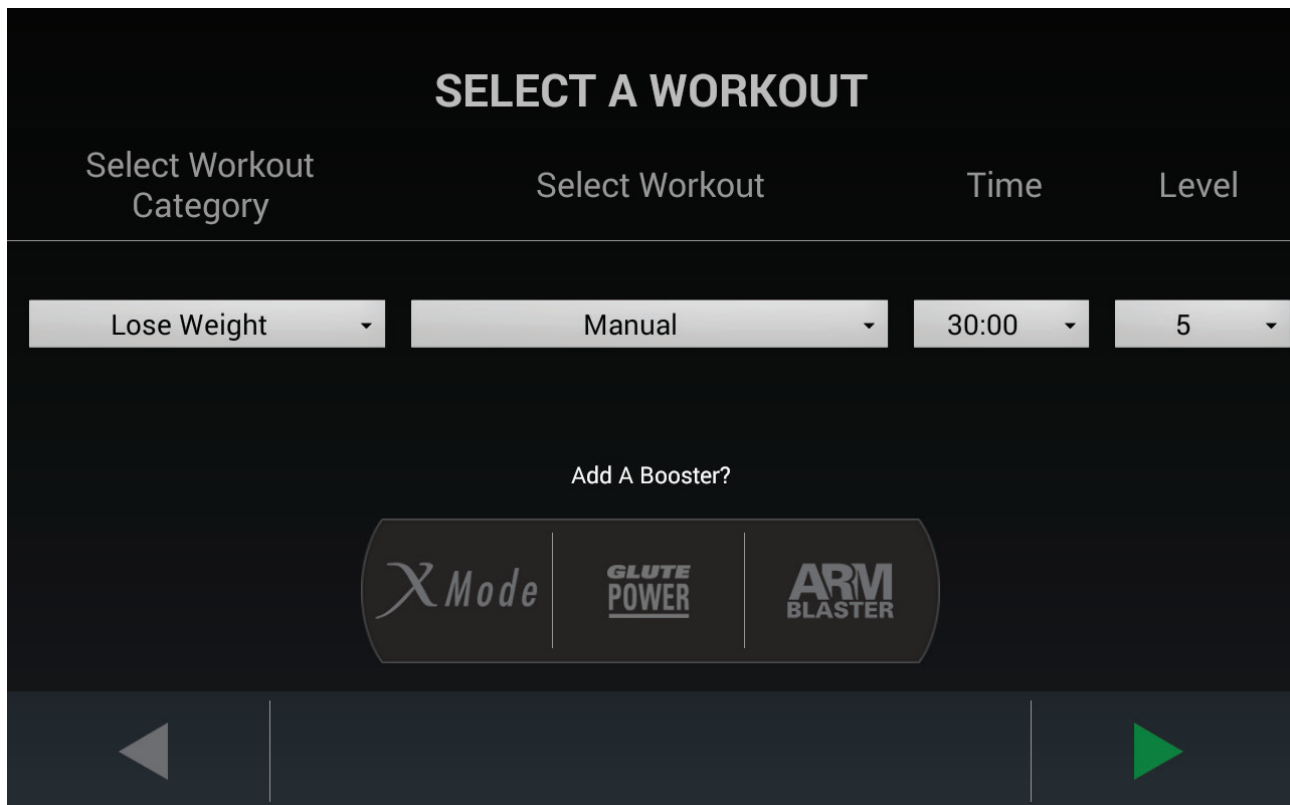 SELECT A WORKOUT
Select Workout
Category
Select Workout
Time
Level
Lose Weight
Manual
30:00
5
Add A Booster?
X Mode
GLUTE
POWER
ARM
BLASTER